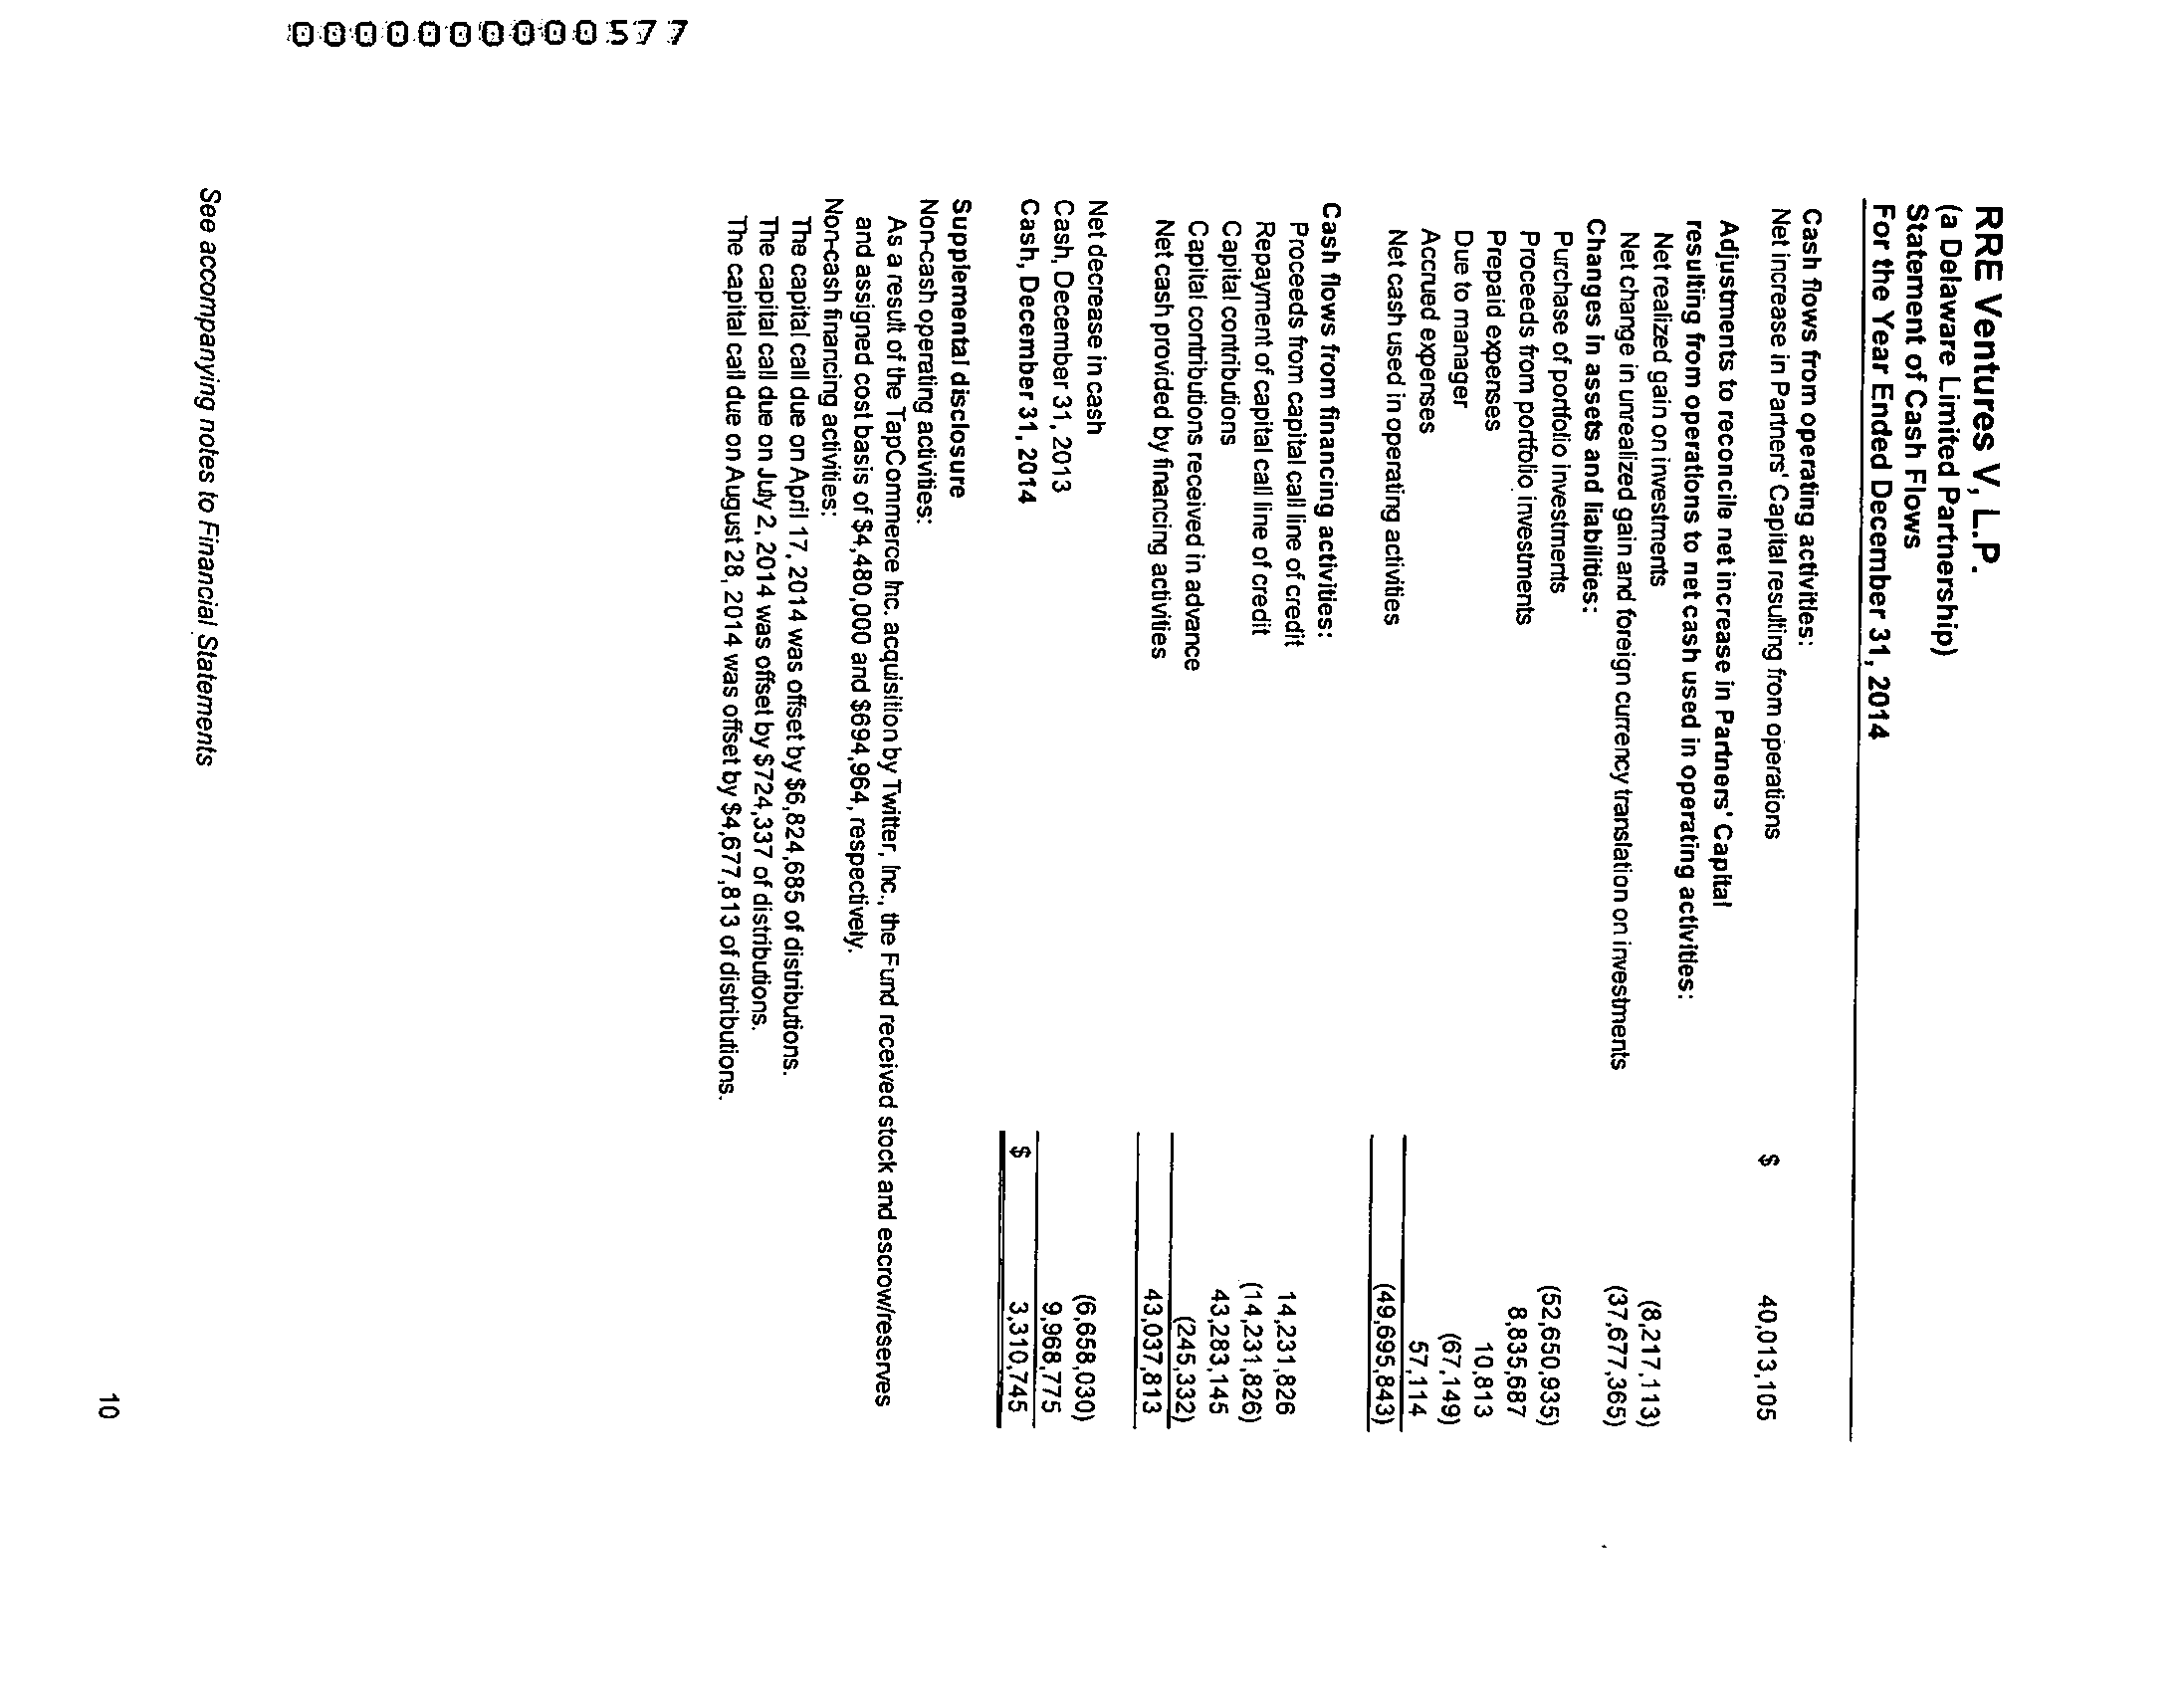 0000000000577
RRE Ventures V, L.P.
(a Delaware Limited Partnership)
Statement of Cash Flows
For the Year Ended December 31, 2014
Cash flows from operating activities:
Net increase in Partners' Capital resulting from operations $ 40,013,105
Adjustments to reconcile net increase in Partners' Capital
resulting from operations to net cash used in operating activities:
Net realized gain on investments (8,217,113)
Net change in unrealized gain and foreign currency translation on investments (37,677,365)
Changes in assets and liabilities:
Purchase of portfolio investments (52,650,935)
Proceeds from portfolio investments 8,835,687
Prepaid expenses 10,813
Due to manager (67,149)
Accrued expenses 57,114
Net cash used in operating activities (49,695,843)
Cash flows from financing activities:
Proceeds from capital call line of credit 14,231,826
Repayment of capital call line of credit (14,231,826)
Capital contributions 43,283,145
Capital contributions received in advance (245,332)
Net cash provided by financing activities 43,037,813
Net decrease in cash (6,658,030)
Cash, December 31, 2013 9,968,775
Cash, December 31, 2014 $ 3,310,745
Supplemental disclosure
Non-cash operating activities:
As a result of the TapCommerce Inc. acquisition by Twitter, Inc., the Fund received stock and escrow/reserves
and assigned cost basis of $4,480,000 and $694,964, respectively.
Non-cash financing activities:
The capital call due on April 17, 2014 was offset by $6,824,685 of distributions.
The capital call due on July 2, 2014 was offset by $724,337 of distributions.
The capital call due on August 28, 2014 was offset by $4,677,813 of distributions.
See accompanying notes to Financial Statements
10